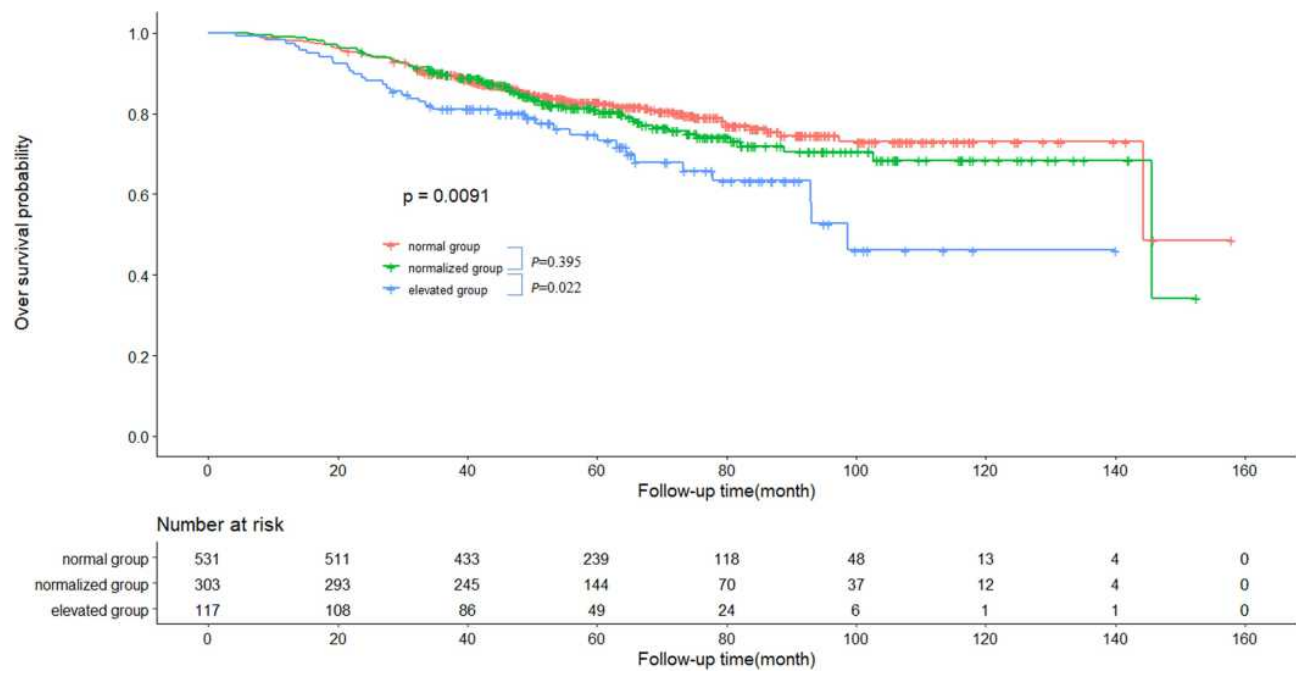 Over survival probability
1.0
0.8
0.6
0.4
0.2
0.0
p = 0.0091
normal group
normalized group
elevated group
P=0.395
P=0.022
0 20 40 60 80 100 120 140 160
Follow-up time(month)
Number at risk
normal group 531 511 433 239 118 48 13 4 0
normalized group 303 293 245 144 70 37 12 4 0
elevated group 117 108 86 49 24 6 1 1 0
0 20 40 60 80 100 120 140 160
Follow-up time(month)